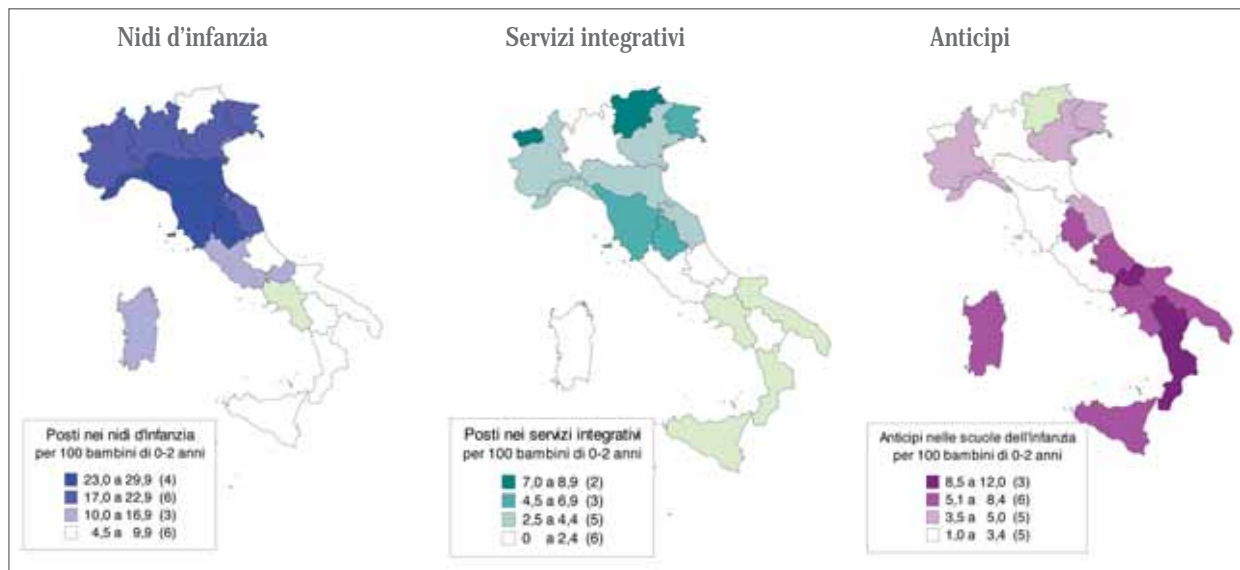 Nidi d'infanzia
Servizi integrativi
Anticipi
Posti nei nidi d'infanzia
per 100 bambini di 0-2 anni
23,0 a 29,9 (4)
17,0 a 22,9 (6)
10,0 a 16,9 (3)
4,5 a 9,9 (6)
Posti nei servizi integrativi
per 100 bambini di 0-2 anni
7,0 a 8,9 (2)
4,5 a 6,9 (3)
2,5 a 4,4 (5)
0 a 2,4 (6)
Anticipi nelle scuole dell'infanzia
per 100 bambini di 0-2 anni
8,5 a 12,0 (3)
5,1 a 8,4 (6)
3,5 a 5,0 (5)
1,0 a 3,4 (5)